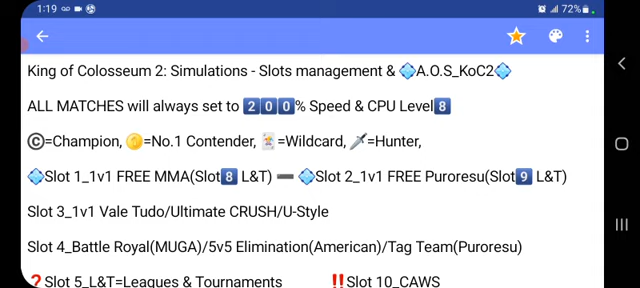 1:19 72%
King of Colosseum 2: Simulations - Slots management & 💠A.O.S_KoC2💠
ALL MATCHES will always set to 2️⃣0️⃣0️⃣% Speed & CPU Level8️⃣
©️=Champion, 🪙=No.1 Contender, 🃏=Wildcard, 🗡️=Hunter,
💠Slot 1_1v1 FREE MMA(Slot8️⃣ L&T) ➖ 💠Slot 2_1v1 FREE Puroresu(Slot9️⃣ L&T)
Slot 3_1v1 Vale Tudo/Ultimate CRUSH/U-Style
Slot 4_Battle Royal(MUGA)/5v5 Elimination(American)/Tag Team(Puroresu)
❓Slot 5_L&T=Leagues & Tournaments ‼️Slot 10_CAWS